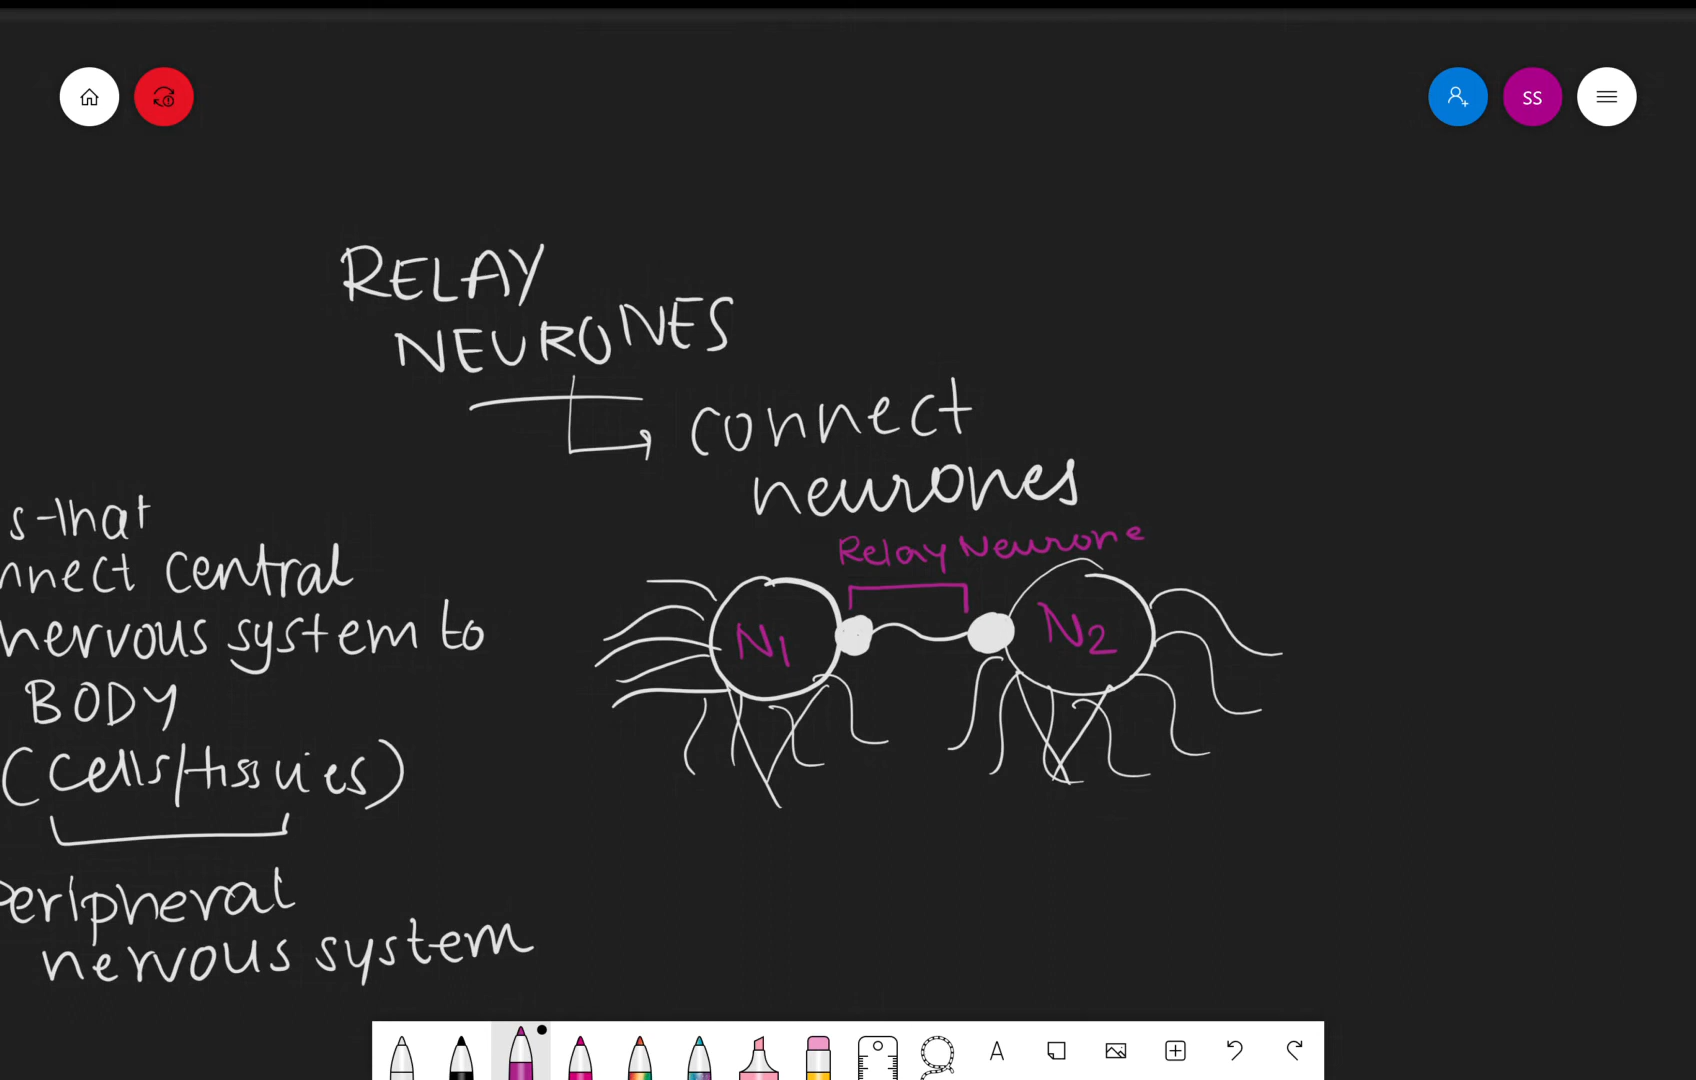 SS
RELAY
NEURONES
connect
neurones
s that
nnect central
nervous system to
BODY
(cells/tissues)
Peripheral
nervous system
Relay Neurone
N1
N2
A